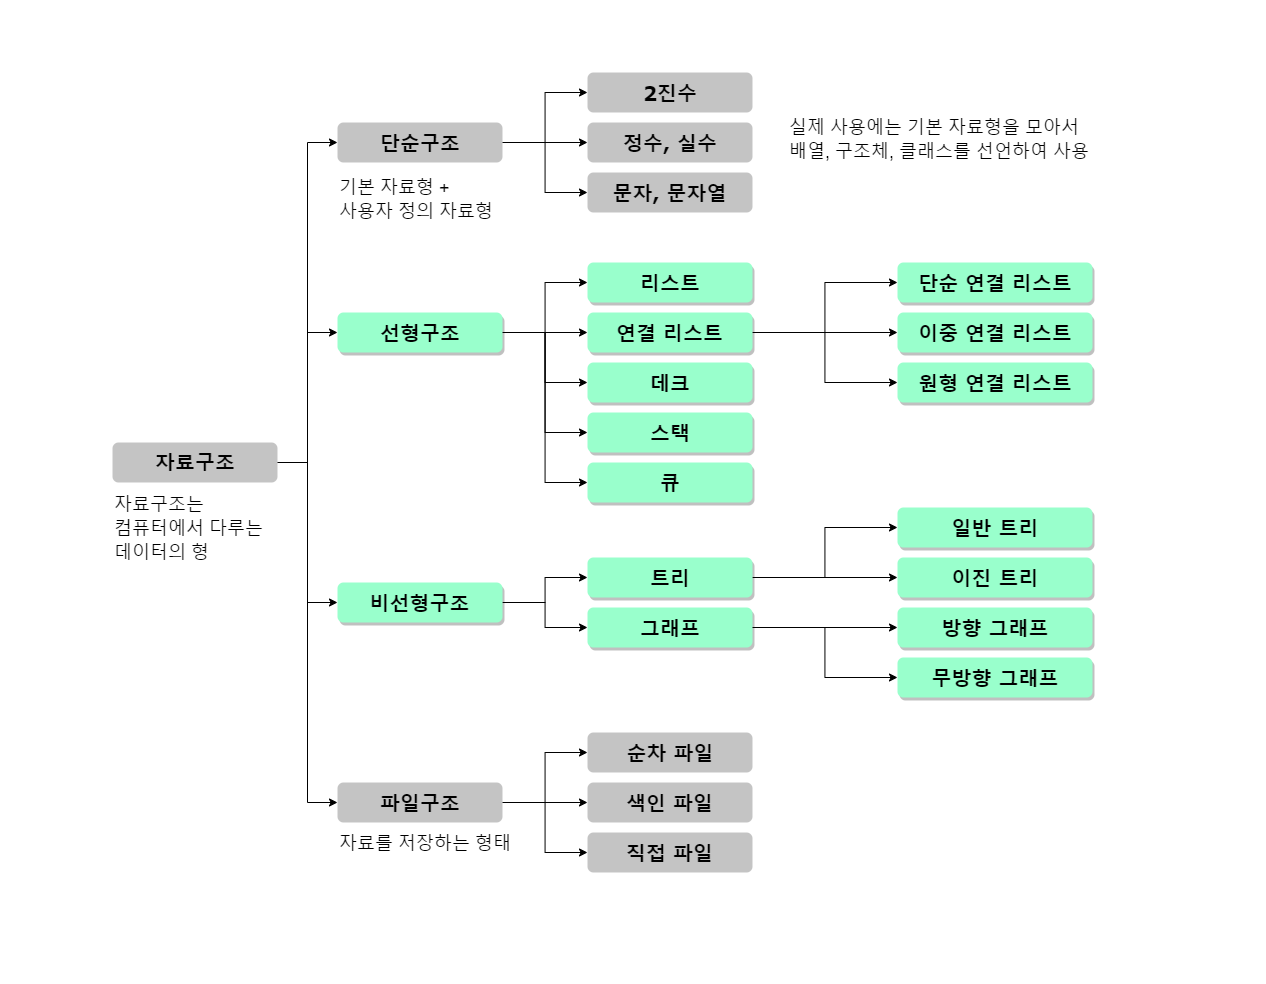 2진수
단순구조
정수, 실수
실제 사용에는 기본 자료형을 모아서
배열, 구조체, 클래스를 선언하여 사용
기본 자료형 +
사용자 정의 자료형
문자, 문자열
리스트
단순 연결 리스트
선형구조
연결 리스트
이중 연결 리스트
데크
원형 연결 리스트
스택
자료구조
큐
자료구조는
컴퓨터에서 다루는
데이터의 형
일반 트리
트리
이진 트리
비선형구조
그래프
방향 그래프
무방향 그래프
순차 파일
파일구조
색인 파일
자료를 저장하는 형태
직접 파일